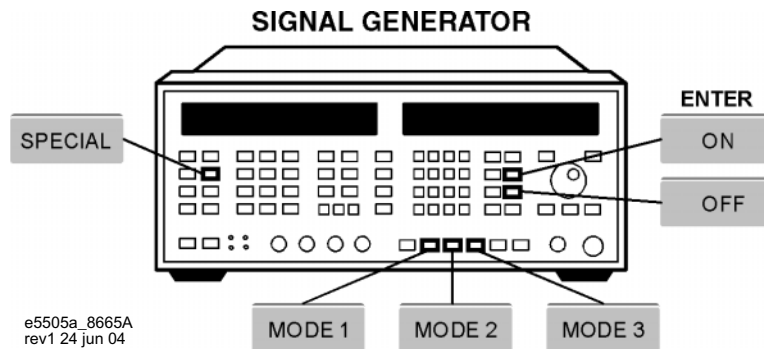 SIGNAL GENERATOR
ENTER
SPECIAL
ON
OFF
MODE 1
MODE 2
MODE 3
e5505a_8665A
rev1 24 jun 04